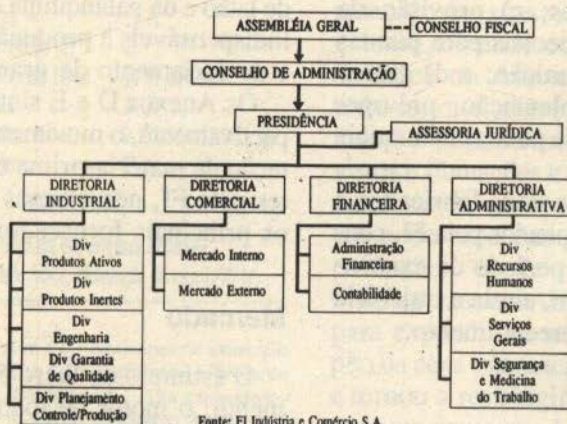 ASSEMBLÉIA GERAL
CONSELHO FISCAL
CONSELHO DE ADMINISTRAÇÃO
PRESIDÊNCIA
ASSESSORIA JURÍDICA
DIRETORIA
INDUSTRIAL
Div
Produtos Ativos
Div
Produtos Inertes
Div
Engenharia
Div Garantia
de Qualidade
Div Planejamento
Controle/Produção
DIRETORIA
COMERCIAL
Mercado Interno
Mercado Externo
DIRETORIA
FINANCEIRA
Administração
Financeira
Contabilidade
DIRETORIA
ADMINISTRATIVA
Div
Recursos
Humanos
Div
Serviços
Gerais
Div Segurança
e Medicina
do Trabalho
Fonte: EI Indústria e Comércio S.A.